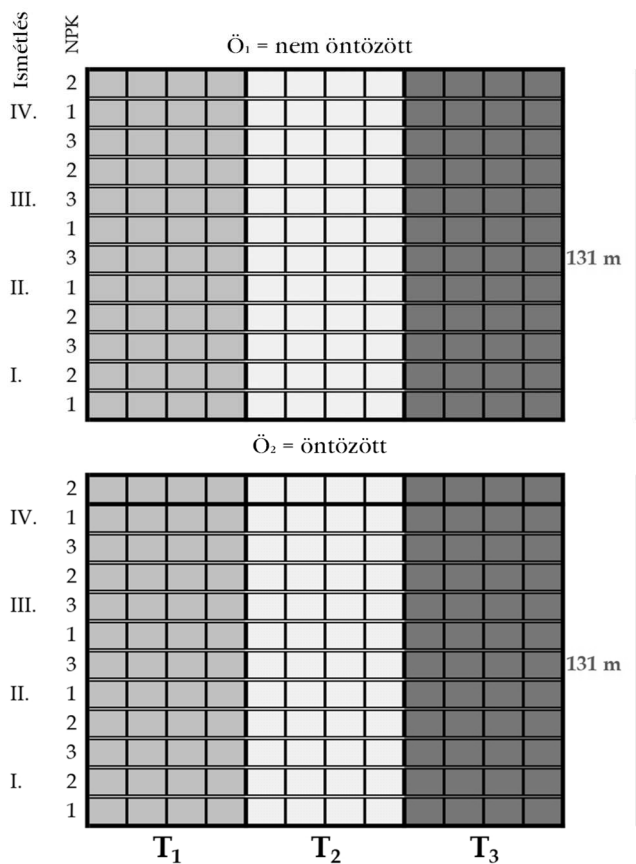 Ismétlés
NPK
Ö₁ = nem öntözött
2
IV. 1
3
2
III. 3
1
3 131 m
II. 1
2
3
I. 2
1
Ö₂ = öntözött
2
IV. 1
3
2
III. 3
1
3 131 m
II. 1
2
3
I. 2
1
T₁ T₂ T₃